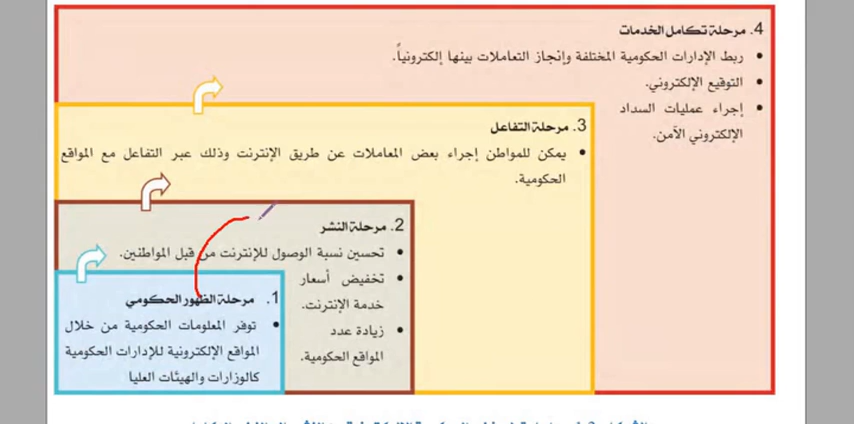 4. مرحلة تكامل الخدمات
• ربط الإدارات الحكومية المختلفة وإنجاز التعاملات بينها إلكترونياً.
• التوقيع الإلكتروني.
• إجراء عمليات السداد
الإلكتروني الآمن.
3. مرحلة التفاعل
• يمكن للمواطن إجراء بعض المعاملات عن طريق الإنترنت وذلك عبر التفاعل مع المواقع
الحكومية.
2. مرحلة النشر
• تحسين نسبة الوصول للإنترنت من قبل المواطنين.
• تخفيض أسعار
خدمة الإنترنت.
• زيادة عدد
المواقع الحكومية.
1. مرحلة الظهور الحكومي
• توفر المعلومات الحكومية من خلال
المواقع الإلكترونية للإدارات الحكومية
كالوزارات والهيئات العليا